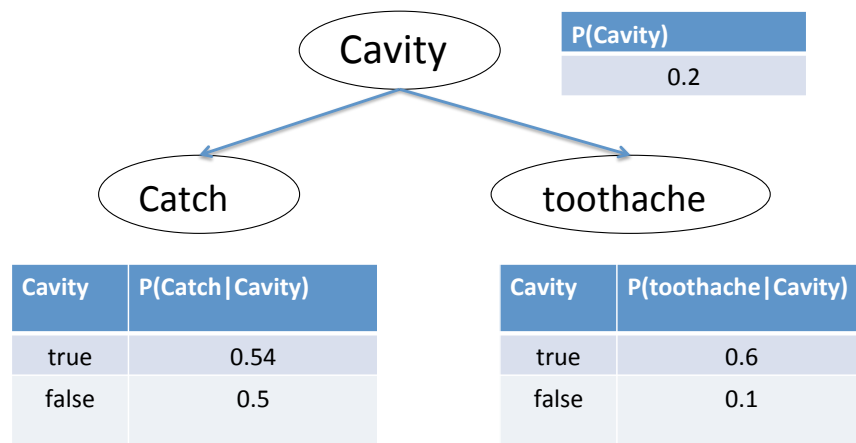 Cavity
P(Cavity)
0.2
Catch
toothache
Cavity P(Catch|Cavity)
true 0.54
false 0.5
Cavity P(toothache|Cavity)
true 0.6
false 0.1